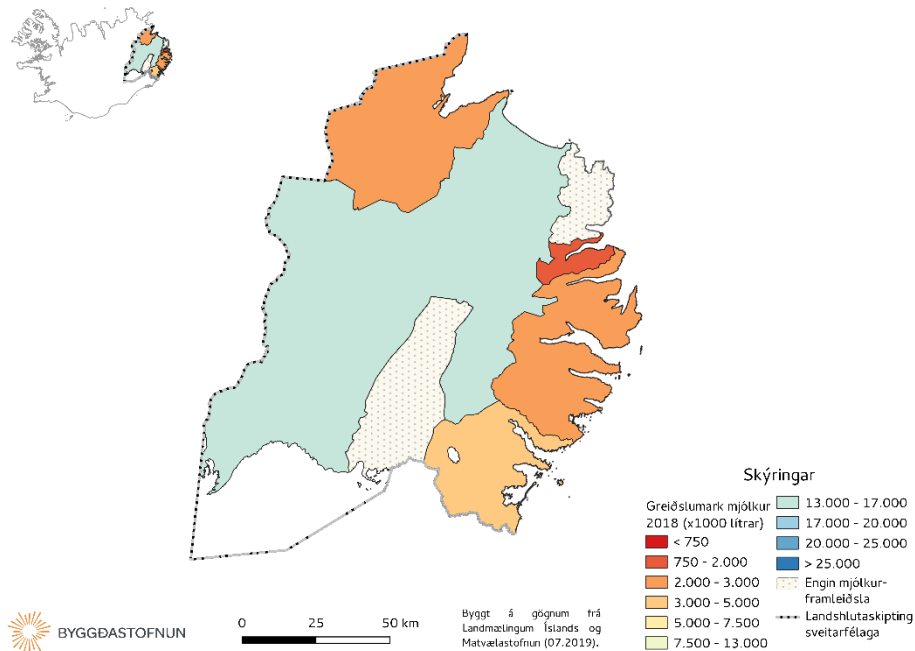 Skýringar
Greiðslumark mjólkur
2018 (x1000 lítrar)
< 750
750 - 2.000
2.000 - 3.000
3.000 - 5.000
5.000 - 7.500
7.500 - 13.000
13.000 - 17.000
17.000 - 20.000
20.000 - 25.000
> 25.000
Engin mjólkur-
framleiðsla
Landshlutaskipting
sveitarfélaga
BYGGÐASTOFNUN
0 25 50 km
Byggt á gögnum frá
Landmælingum Íslands og
Matvælastofnun (07.2019).